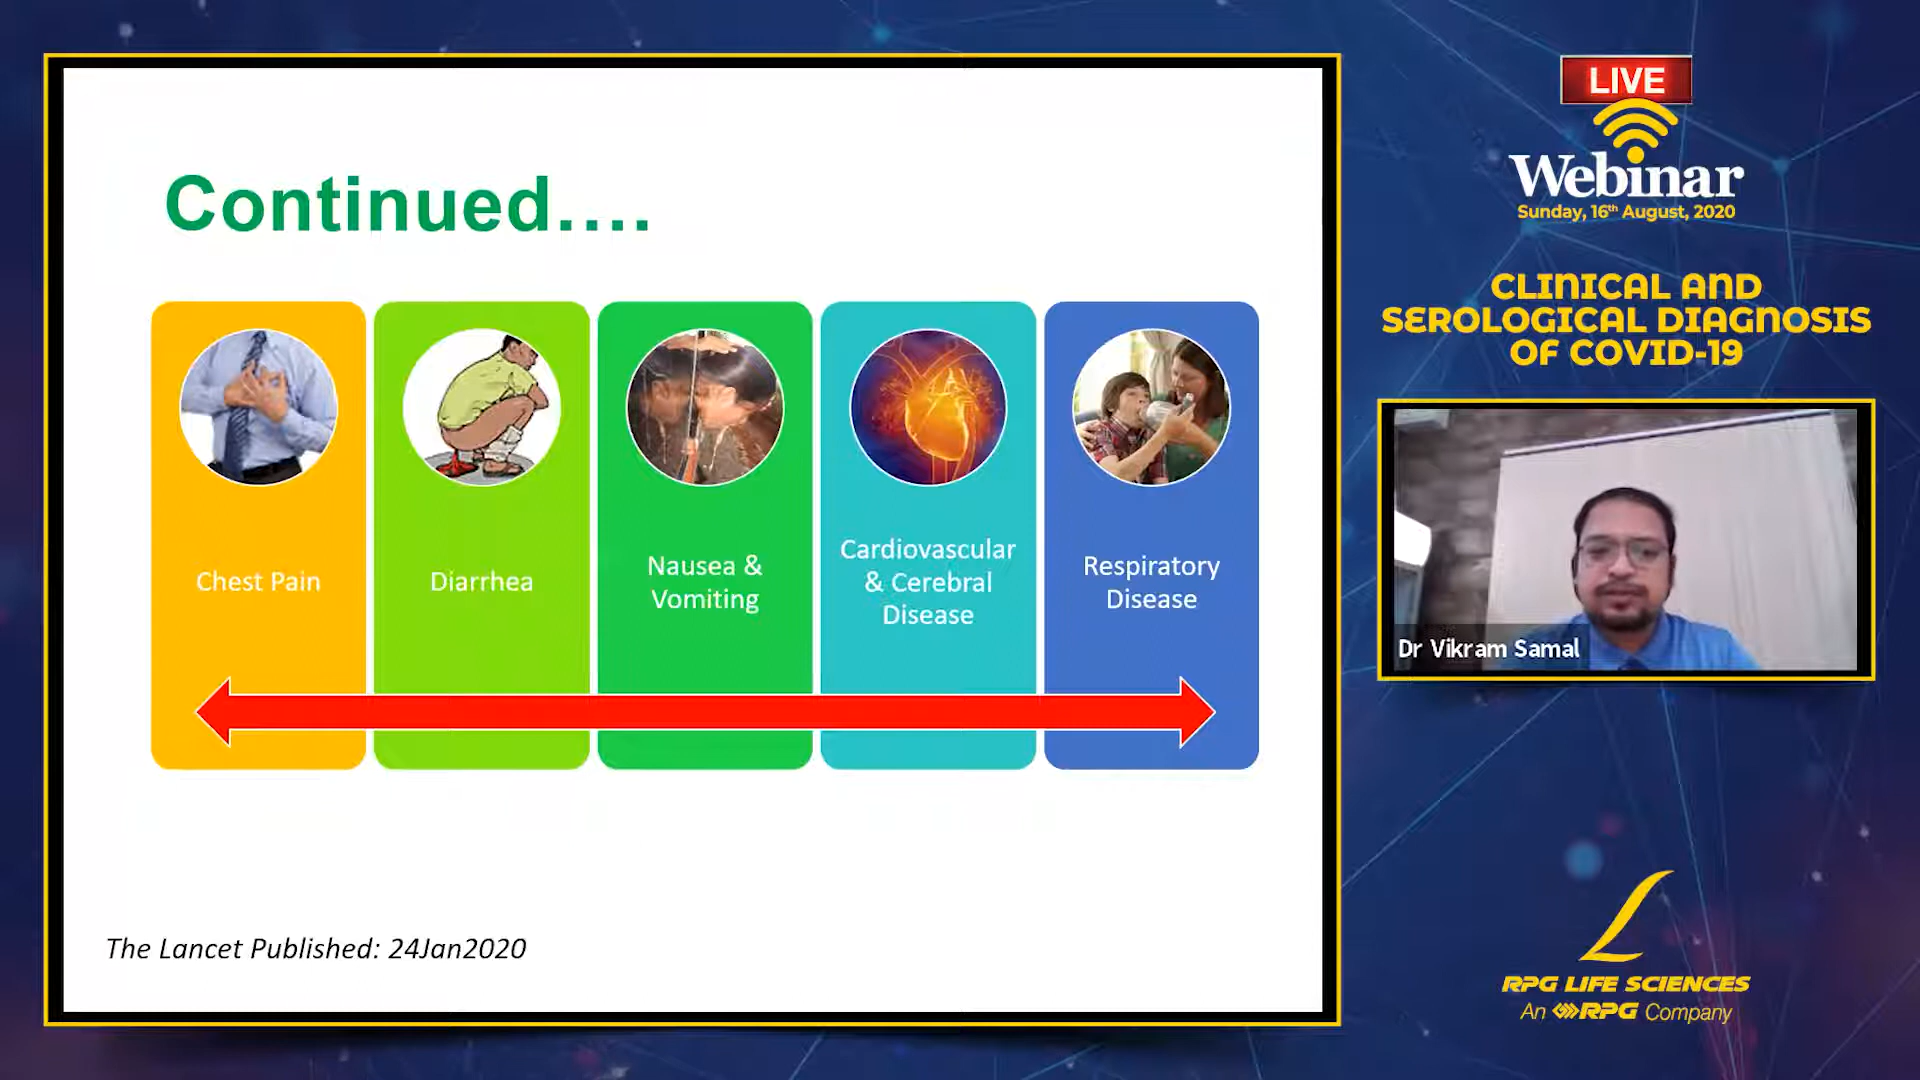 Continued....
Chest Pain
Diarrhea
Nausea &
Vomiting
Cardiovascular
& Cerebral
Disease
Respiratory
Disease
The Lancet Published: 24Jan2020
LIVE
Webinar
Sunday, 16th August, 2020
CLINICAL AND
SEROLOGICAL DIAGNOSIS
OF COVID-19
Dr Vikram Samal
RPG LIFE SCIENCES
An RPG Company